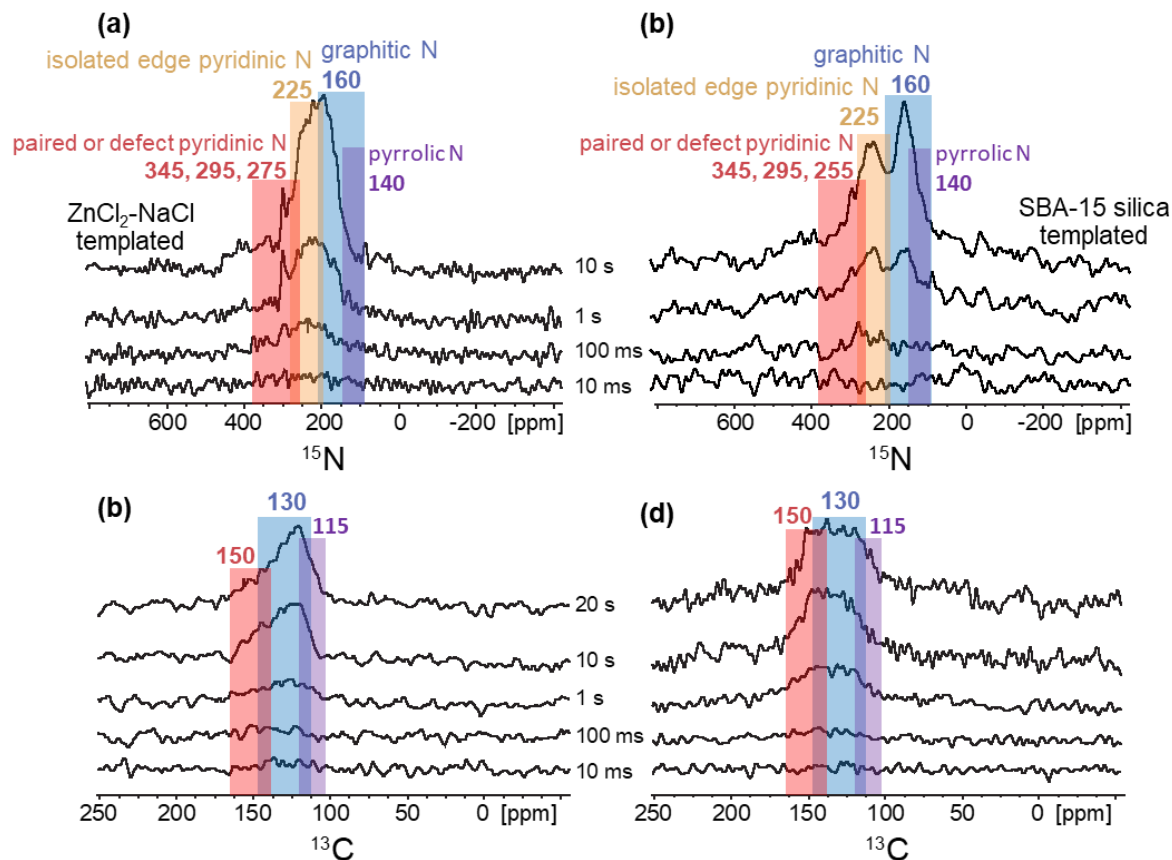 (a)
isolated edge pyridinic N
225
graphitic N
160
paired or defect pyridinic N
345, 295, 275
pyrrolic N
140
ZnCl₂-NaCl
templated
10 s
1 s
100 ms
10 ms
600 400 200 0 -200 [ppm]
¹⁵N
(b)
graphitic N
160
isolated edge pyridinic N
225
paired or defect pyridinic N
345, 295, 255
pyrrolic N
140
SBA-15 silica
templated
600 400 200 0 -200 [ppm]
¹⁵N
(b)
130
150
115
20 s
10 s
1 s
100 ms
10 ms
250 200 150 100 50 0 [ppm]
¹³C
(d)
130
150
115
250 200 150 100 50 0 [ppm]
¹³C